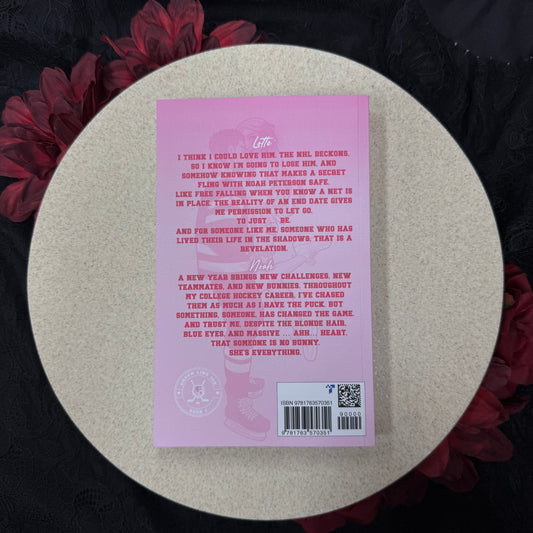 Lotte
I THINK I COULD LOVE HIM. THE NHL BECKONS,
SO I KNOW I'M GOING TO LOSE HIM, AND
SOMEHOW KNOWING THAT MAKES A SECRET
FLING WITH NOAH PETERSON SAFE.
LIKE FREE FALLING WHEN YOU KNOW A NET IS
IN PLACE, THE REALITY OF AN END DATE GIVES
ME PERMISSION TO LET GO.
TO JUST ... BE.
AND FOR SOMEONE LIKE ME, SOMEONE WHO HAS
LIVED THEIR LIFE IN THE SHADOWS, THAT IS A
REVELATION.
Noah
A NEW YEAR BRINGS NEW CHALLENGES, NEW
TEAMMATES, AND NEW BUNNIES. THROUGHOUT
MY COLLEGE HOCKEY CAREER, I'VE CHASED
THEM AS MUCH AS I HAVE THE PUCK. BUT
SOMETHING, SOMEONE, HAS CHANGED THE GAME.
AND TRUST ME, DESPITE THE BLONDE HAIR,
BLUE EYES, AND MASSIVE ... AHH... HEART,
THAT SOMEONE IS NO BUNNY.
SHE'S EVERYTHING.
ISBN 9781763570351
90000
9 781763 570351